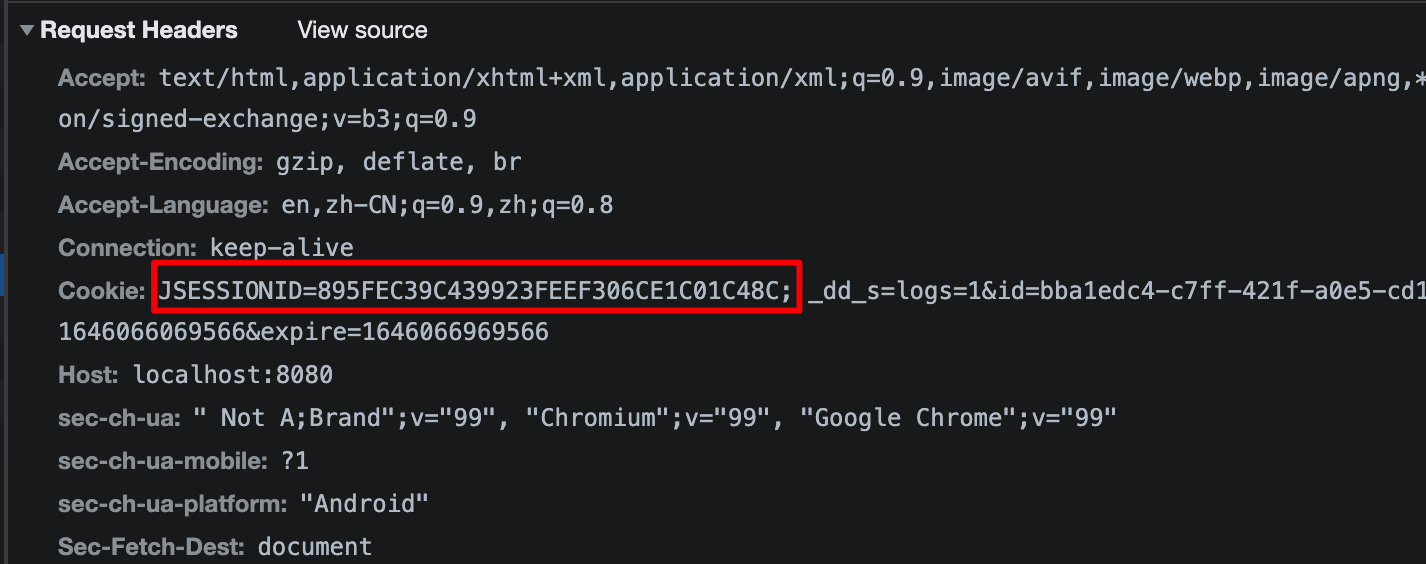 Request Headers View source
Accept: text/html,application/xhtml+xml,application/xml;q=0.9,image/avif,image/webp,image/apng,*
on/signed-exchange;v=b3;q=0.9
Accept-Encoding: gzip, deflate, br
Accept-Language: en,zh-CN;q=0.9,zh;q=0.8
Connection: keep-alive
Cookie: JSESSIONID=895FEC39C439923FEEF306CE1C01C48C; _dd_s=logs=1&id=bba1edc4-c7ff-421f-a0e5-cd1
1646066069566&expire=1646066969566
Host: localhost:8080
sec-ch-ua: " Not A;Brand";v="99", "Chromium";v="99", "Google Chrome";v="99"
sec-ch-ua-mobile: ?1
sec-ch-ua-platform: "Android"
Sec-Fetch-Dest: document